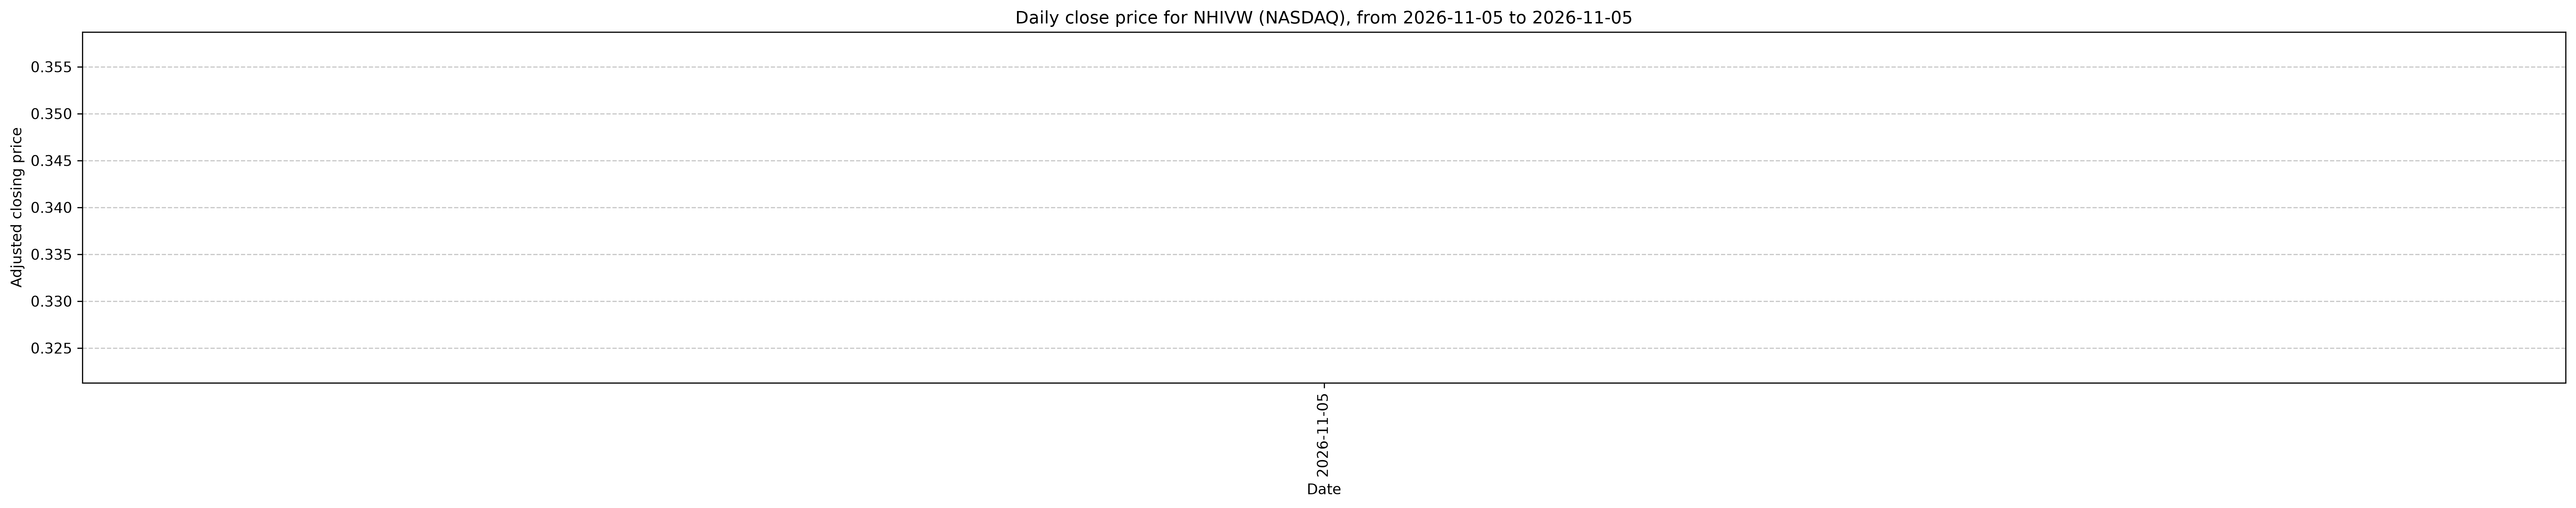 Daily close price for NHIVW (NASDAQ), from 2026-11-05 to 2026-11-05
Adjusted closing price
0.355
0.350
0.345
0.340
0.335
0.330
0.325
2026-11-05
Date